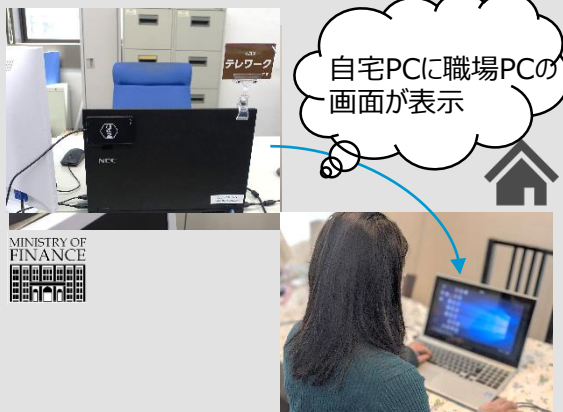 テレワーク
自宅PCに職場PCの
画面が表示
NEC
MINISTRY OF
FINANCE